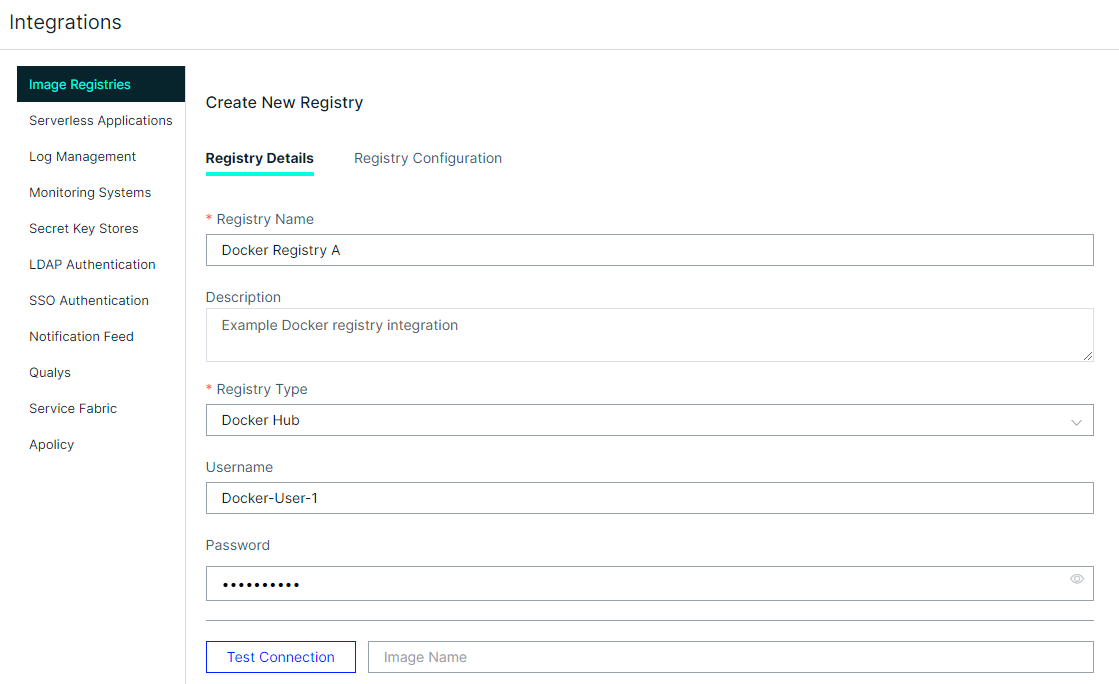 Integrations
Image Registries
Serverless Applications
Log Management
Monitoring Systems
Secret Key Stores
LDAP Authentication
SSO Authentication
Notification Feed
Qualys
Service Fabric
Apolicy
Create New Registry
Registry Details Registry Configuration
* Registry Name
Docker Registry A
Description
Example Docker registry integration
* Registry Type
Docker Hub
Username
Docker-User-1
Password
••••••••••
Test Connection Image Name